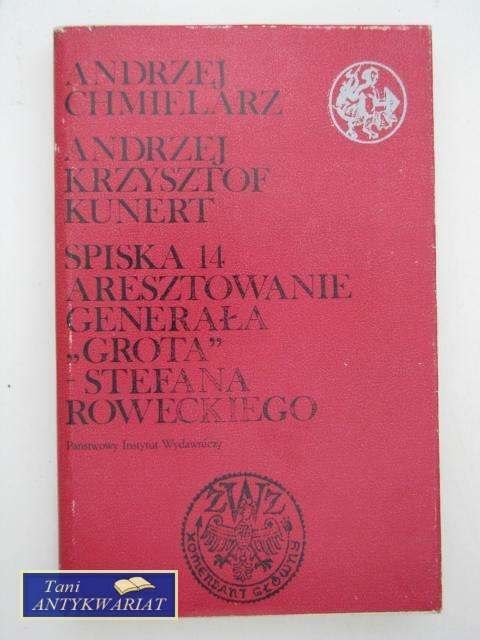 ANDRZEJ
CHMIELARZ
ANDRZEJ
KRZYSZTOF
KUNERT
SPISKA 14
ARESZTOWANIE
GENERAŁA
„GROTA”
- STEFANA
ROWECKIEGO
Państwowy Instytut Wydawniczy
ZWZ
KOMENDANT GŁÓWNY
Tani
ANTYKWARIAT